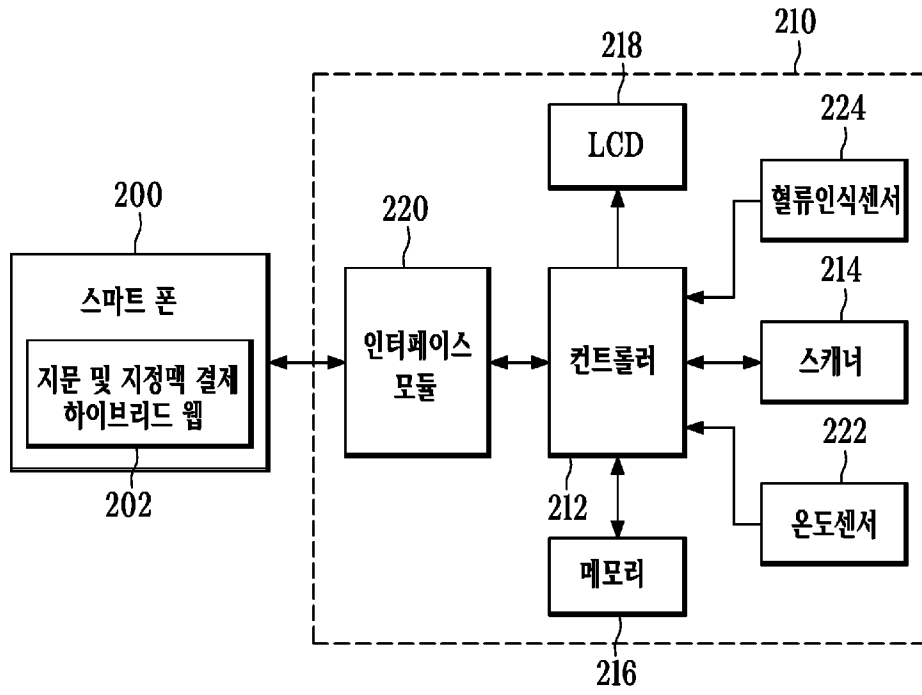 210
218
LCD
224
혈류인식센서
200
스마트 폰
지문 및 지정맥 결제
하이브리드 웹
202
220
인터페이스
모듈
컨트롤러
212
214
스캐너
222
온도센서
메모리
216